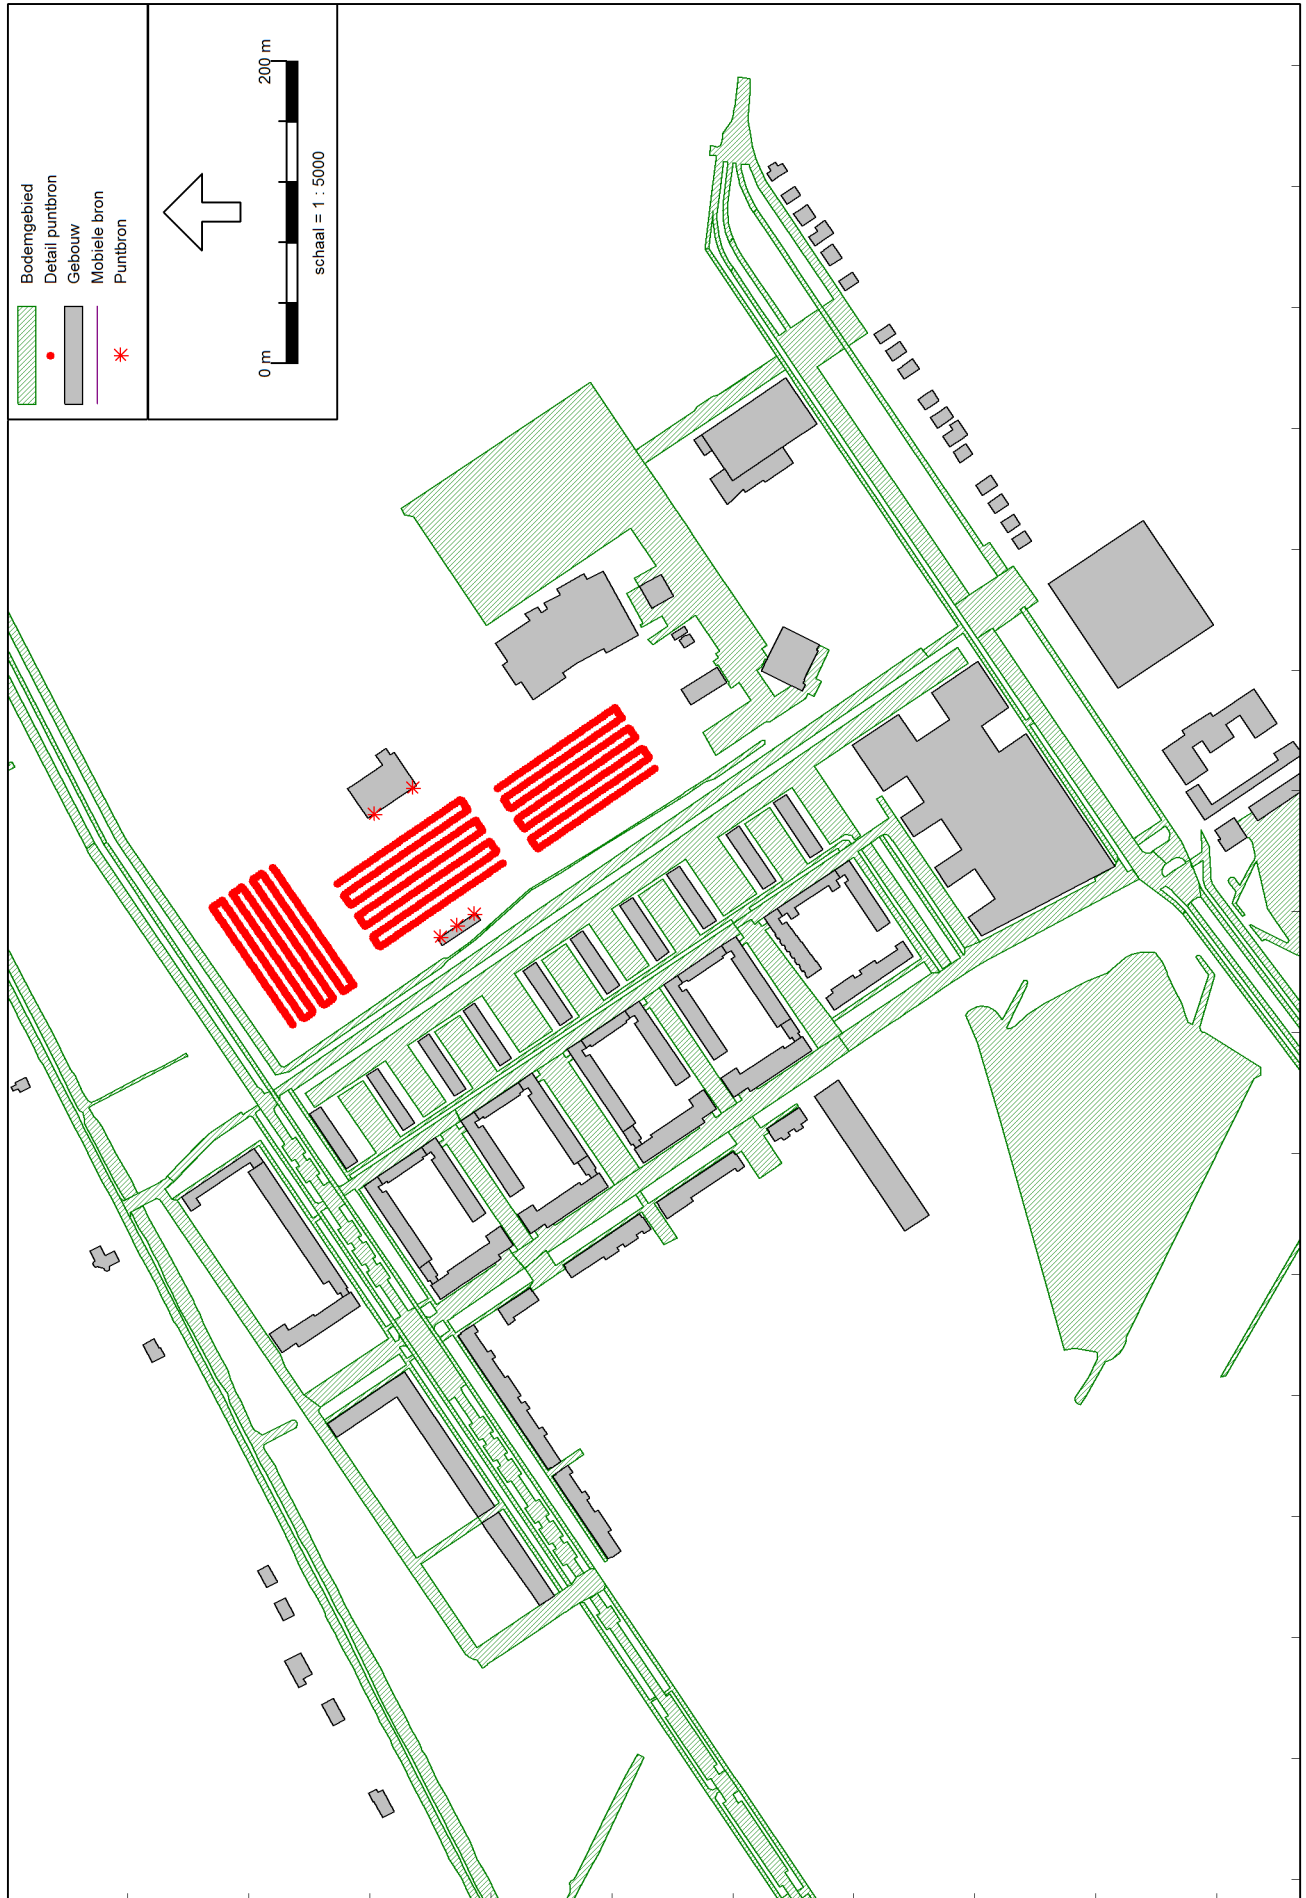 Bodemgebied
Detail puntbron
Gebouw
Mobiele bron
Puntbron
0 m
200 m
schaal = 1 : 5000